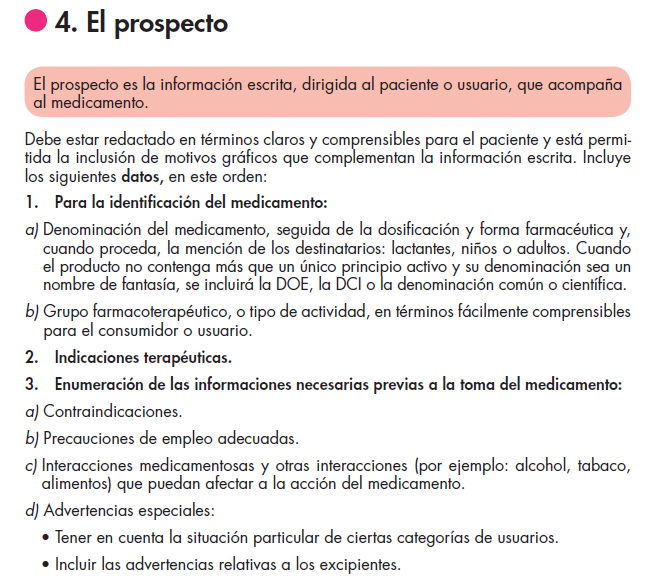 4. El prospecto
El prospecto es la información escrita, dirigida al paciente o usuario, que acompaña
al medicamento.
Debe estar redactado en términos claros y comprensibles para el paciente y está permi-
tida la inclusión de motivos gráficos que complementan la información escrita. Incluye
los siguientes datos, en este orden:
1. Para la identificación del medicamento:
a) Denominación del medicamento, seguida de la dosificación y forma farmacéutica y,
cuando proceda, la mención de los destinatarios: lactantes, niños o adultos. Cuando
el producto no contenga más que un único principio activo y su denominación sea un
nombre de fantasía, se incluirá la DOE, la DCI o la denominación común o científica.
b) Grupo farmacoterapéutico, o tipo de actividad, en términos fácilmente comprensibles
para el consumidor o usuario.
2. Indicaciones terapéuticas.
3. Enumeración de las informaciones necesarias previas a la toma del medicamento:
a) Contraindicaciones.
b) Precauciones de empleo adecuadas.
c) Interacciones medicamentosas y otras interacciones (por ejemplo: alcohol, tabaco,
alimentos) que puedan afectar a la acción del medicamento.
d) Advertencias especiales:
• Tener en cuenta la situación particular de ciertas categorías de usuarios.
• Incluir las advertencias relativas a los excipientes.